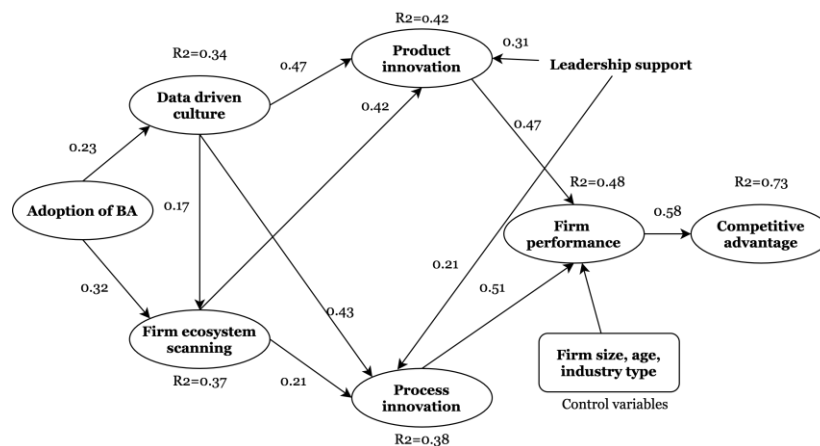 R2=0.42
Product
innovation
0.31
Leadership support
R2=0.34
0.47
Data driven
culture
0.42
0.47
0.23
R2=0.48
R2=0.73
Adoption of BA
0.17
Firm
performance
0.58
Competitive
advantage
0.21
0.32
0.51
0.43
Firm ecosystem
scanning
Firm size, age,
industry type
R2=0.37
0.21
Process
innovation
Control variables
R2=0.38